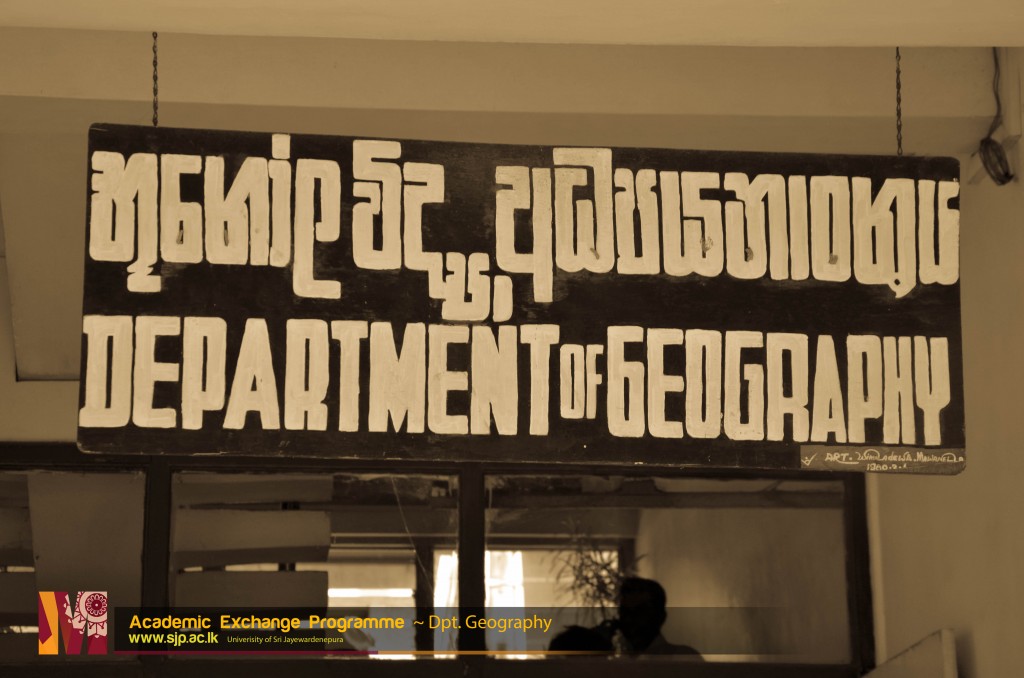 භූගෝල විද්‍යා අධ්‍යයනාංශය
DEPARTMENT OF GEOGRAPHY
ART.
Academic Exchange Programme ~ Dpt. Geography
www.sjp.ac.lk University of Sri Jayewardenepura